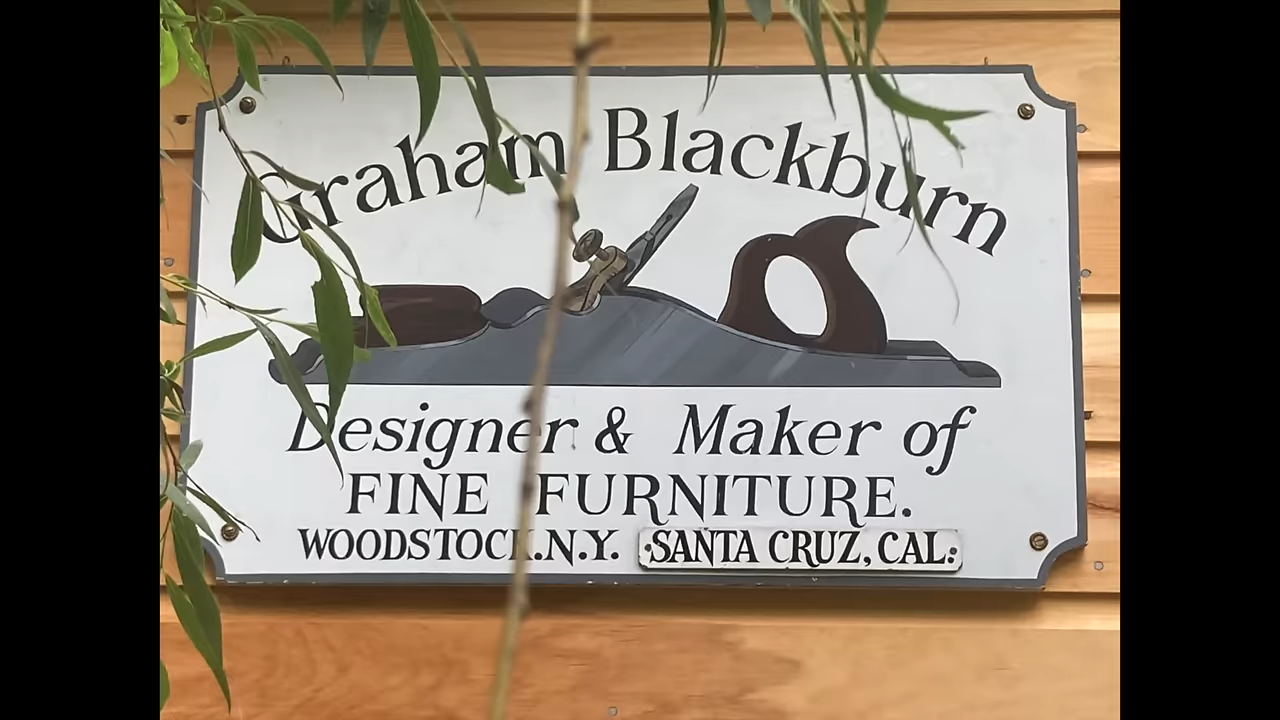 Graham Blackburn
Designer & Maker of
FINE FURNITURE.
WOODSTOCK.N.Y. SANTA CRUZ, CAL.